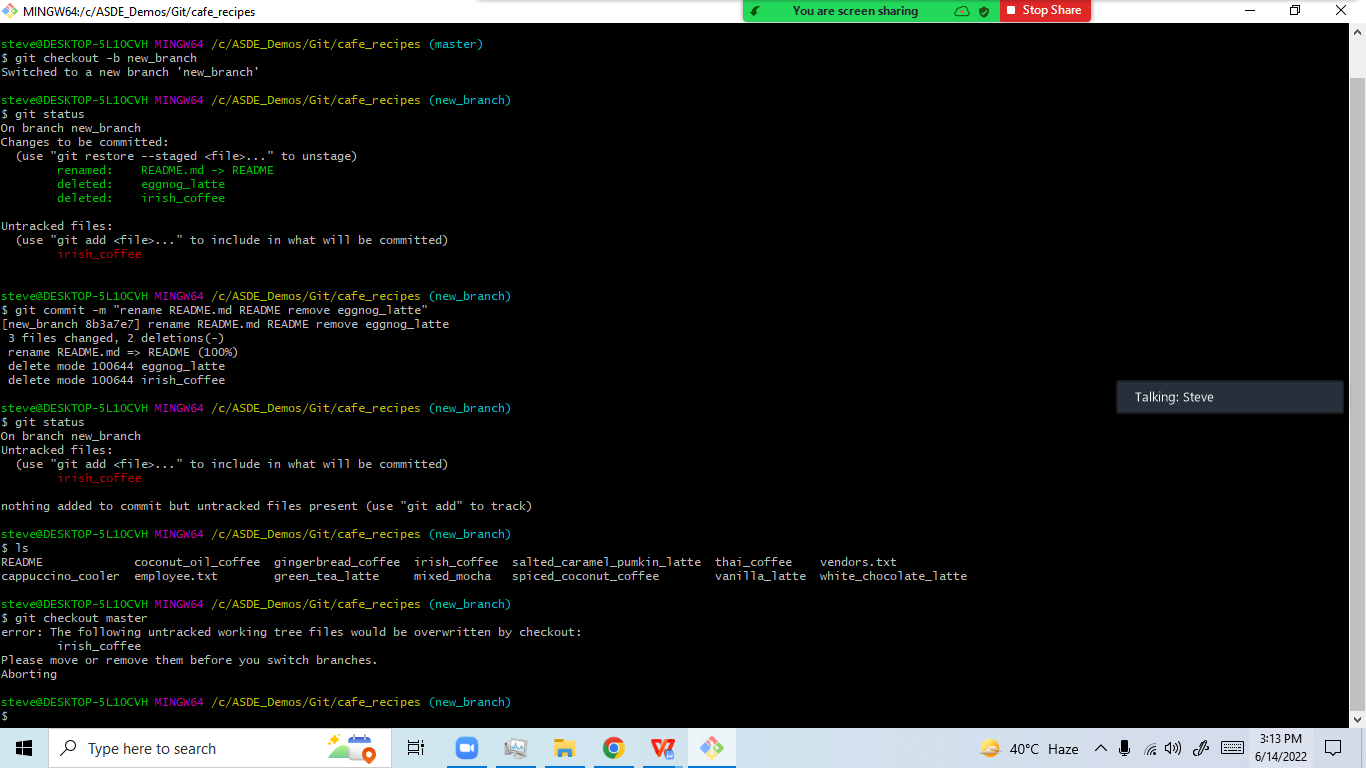 MINGW64:/c/ASDE_Demos/Git/cafe_recipes
You are screen sharing
Stop Share
steve@DESKTOP-5L1OCVH MINGW64 /c/ASDE_Demos/Git/cafe_recipes (master)
$ git checkout -b new_branch
Switched to a new branch 'new_branch'
steve@DESKTOP-5L1OCVH MINGW64 /c/ASDE_Demos/Git/cafe_recipes (new_branch)
$ git status
On branch new_branch
Changes to be committed:
  (use "git restore --staged <file>..." to unstage)
        renamed:    README.md -> README
        deleted:    eggnog_latte
        deleted:    irish_coffee
Untracked files:
  (use "git add <file>..." to include in what will be committed)
        irish_coffee
steve@DESKTOP-5L1OCVH MINGW64 /c/ASDE_Demos/Git/cafe_recipes (new_branch)
$ git commit -m "rename README.md README remove eggnog_latte"
[new_branch 8b3a7e7] rename README.md README remove eggnog_latte
 3 files changed, 2 deletions(-)
 rename README.md => README (100%)
 delete mode 100644 eggnog_latte
 delete mode 100644 irish_coffee
steve@DESKTOP-5L1OCVH MINGW64 /c/ASDE_Demos/Git/cafe_recipes (new_branch)
$ git status
On branch new_branch
Untracked files:
  (use "git add <file>..." to include in what will be committed)
        irish_coffee
nothing added to commit but untracked files present (use "git add" to track)
steve@DESKTOP-5L1OCVH MINGW64 /c/ASDE_Demos/Git/cafe_recipes (new_branch)
$ ls
README             coconut_oil_coffee  gingerbread_coffee  irish_coffee  salted_caramel_pumkin_latte  thai_coffee    vendors.txt
cappuccino_cooler  employee.txt        green_tea_latte     mixed_mocha   spiced_coconut_coffee        vanilla_latte  white_chocolate_latte
steve@DESKTOP-5L1OCVH MINGW64 /c/ASDE_Demos/Git/cafe_recipes (new_branch)
$ git checkout master
error: The following untracked working tree files would be overwritten by checkout:
        irish_coffee
Please move or remove them before you switch branches.
Aborting
steve@DESKTOP-5L1OCVH MINGW64 /c/ASDE_Demos/Git/cafe_recipes (new_branch)
$
Talking: Steve
Type here to search
40°C Haze
3:13 PM
6/14/2022